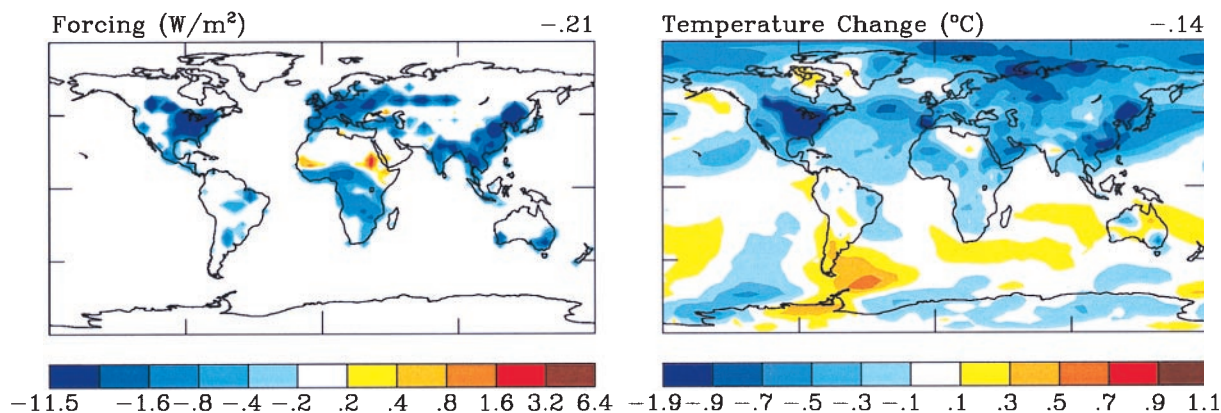 Forcing (W/m²) -.21
Temperature Change (ºC) -.14
-11.5 -1.6 -.8 -.4 -.2 .2 .4 .8 1.6 3.2 6.4
-1.9 -.9 -.7 -.5 -.3 -.1 .1 .3 .5 .7 .9 1.1